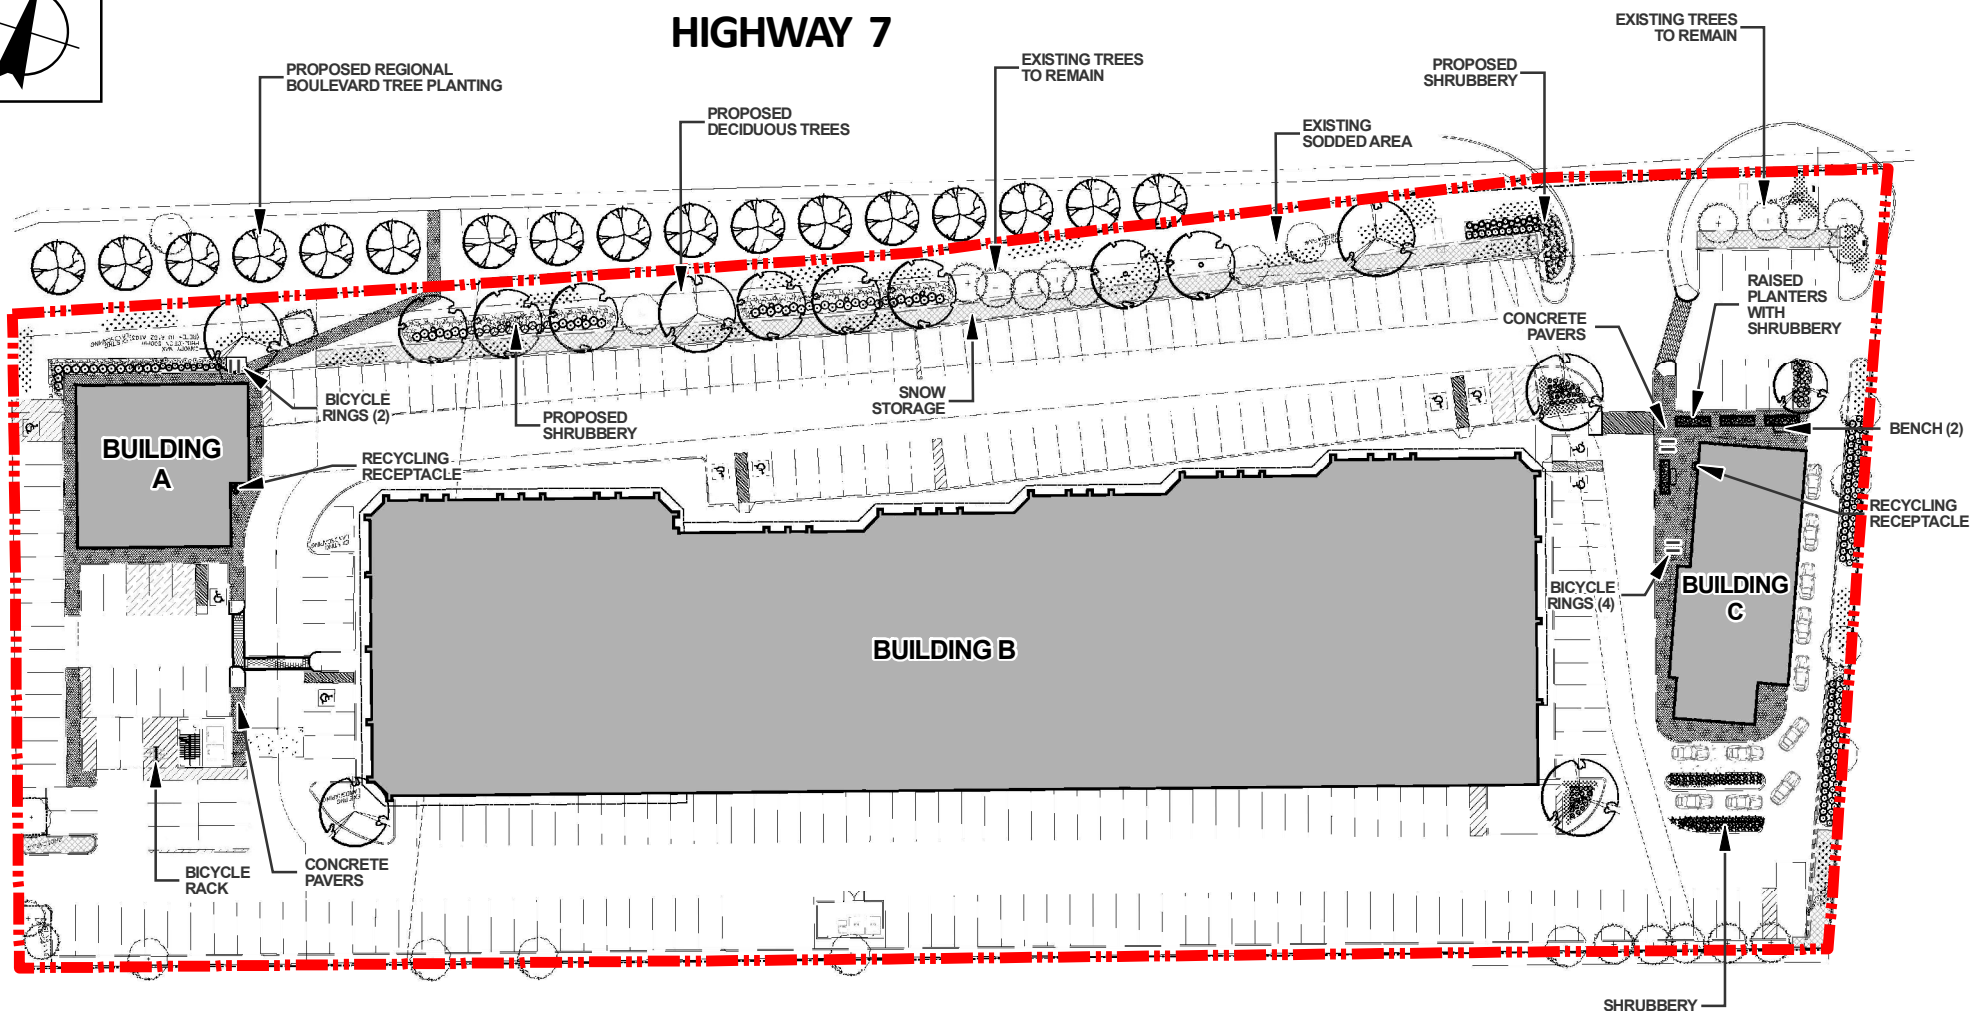 HIGHWAY 7
EXISTING TREES
TO REMAIN
PROPOSED REGIONAL
BOULEVARD TREE PLANTING
EXISTING TREES
TO REMAIN
PROPOSED
SHRUBBERY
PROPOSED
DECIDUOUS TREES
EXISTING
SODDED AREA
RAISED
PLANTERS
WITH
SHRUBBERY
CONCRETE
PAVERS
BICYCLE
RINGS (2)
SNOW
STORAGE
PROPOSED
SHRUBBERY
BENCH (2)
BUILDING
A
RECYCLING
RECEPTACLE
RECYCLING
RECEPTACLE
BICYCLE
RINGS (4)
BUILDING
C
BUILDING B
BICYCLE
RACK
CONCRETE
PAVERS
SHRUBBERY